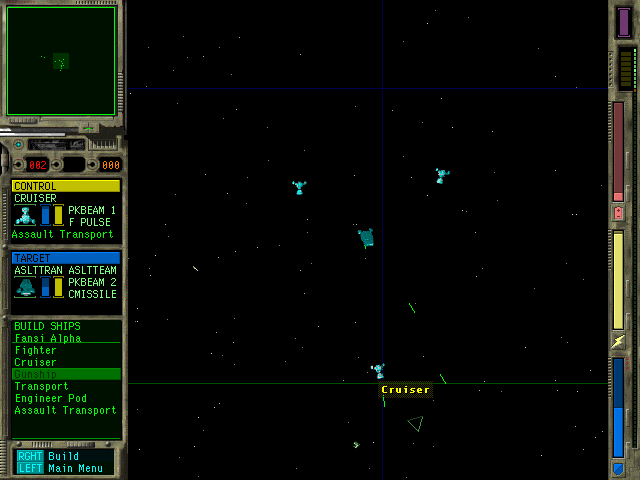 002 000
CONTROL
CRUISER
PKBEAM 1
F PULSE
Assault Transport
TARGET
ASLTTRAN ASLTTEAM
PKBEAM 2
CMISSILE
BUILD SHIPS
Fansi Alpha
Fighter
Cruiser
Gunship
Transport
Engineer Pod
Assault Transport
RGHT Build
LEFT Main Menu
Cruiser